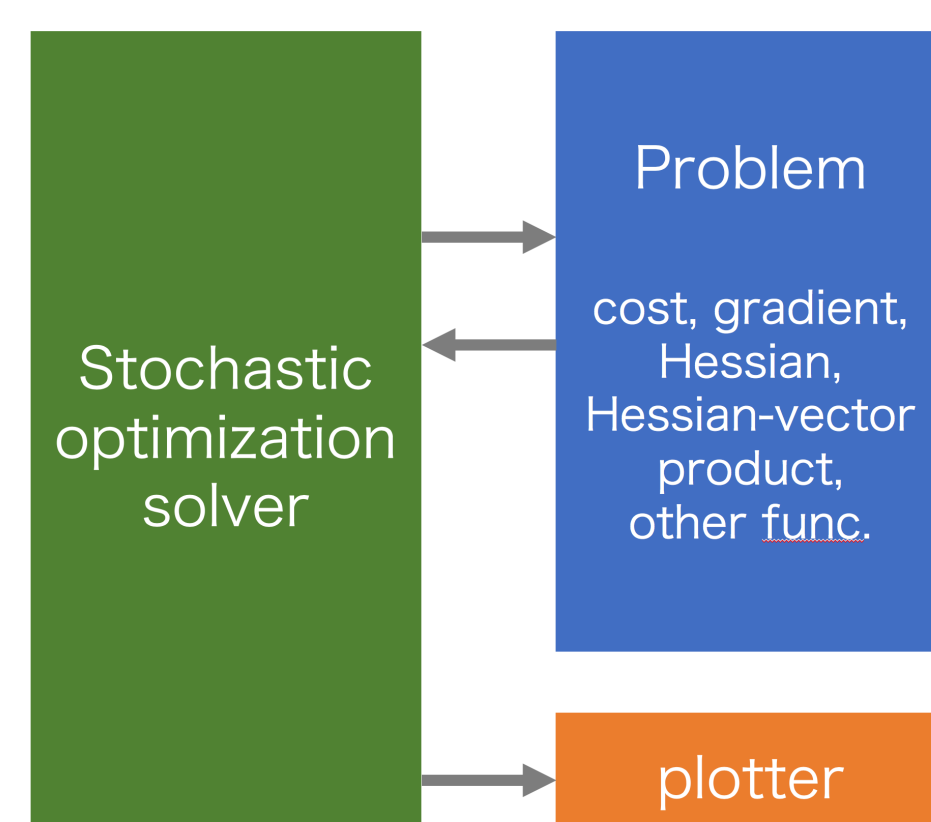 Stochastic
optimization
solver
Problem
cost, gradient,
Hessian,
Hessian-vector
product,
other func.
plotter